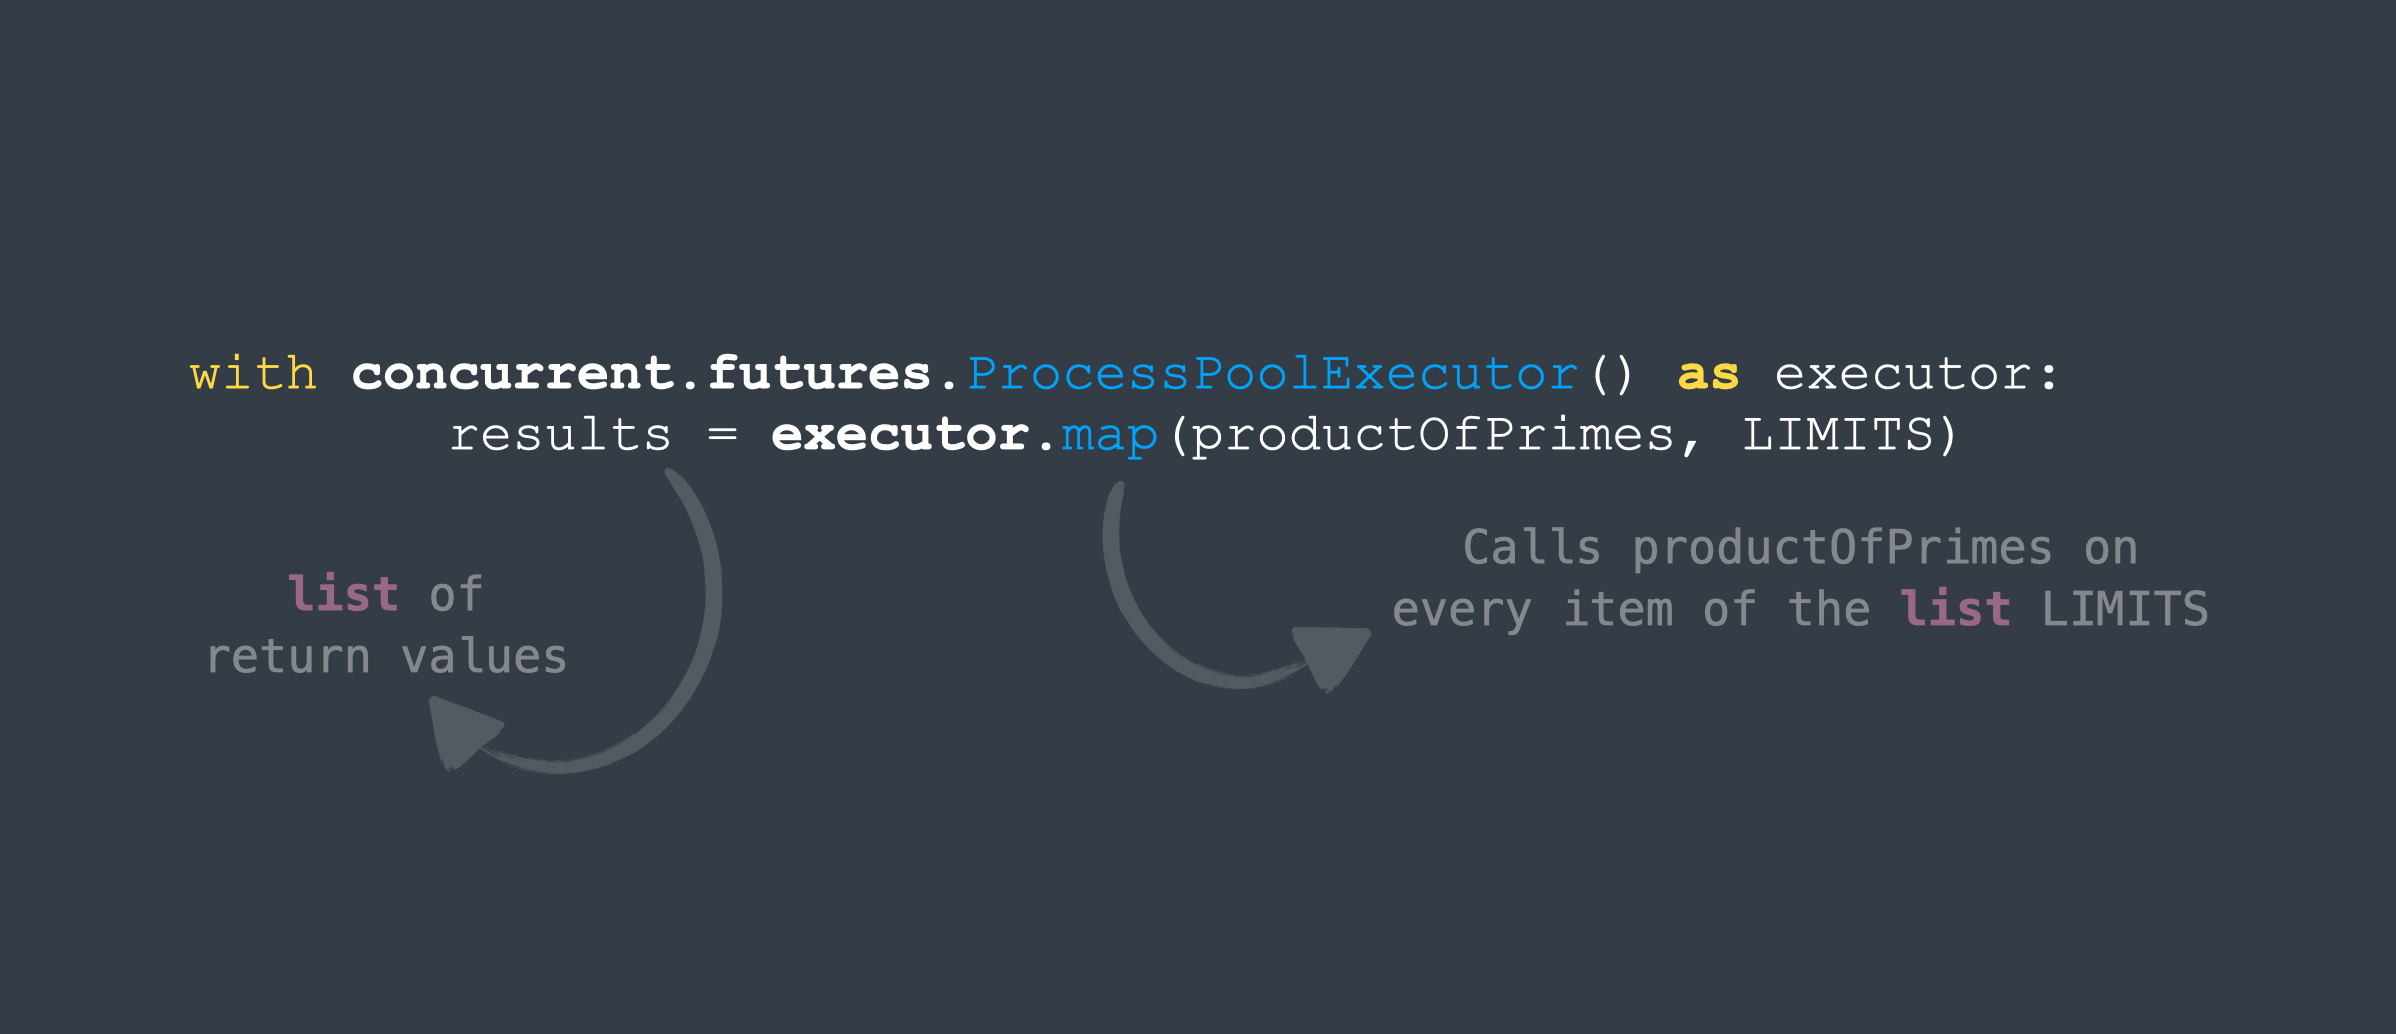 with concurrent.futures.ProcessPoolExecutor() as executor:
results = executor.map(productOfPrimes, LIMITS)
list of
return values
Calls productOfPrimes on
every item of the list LIMITS